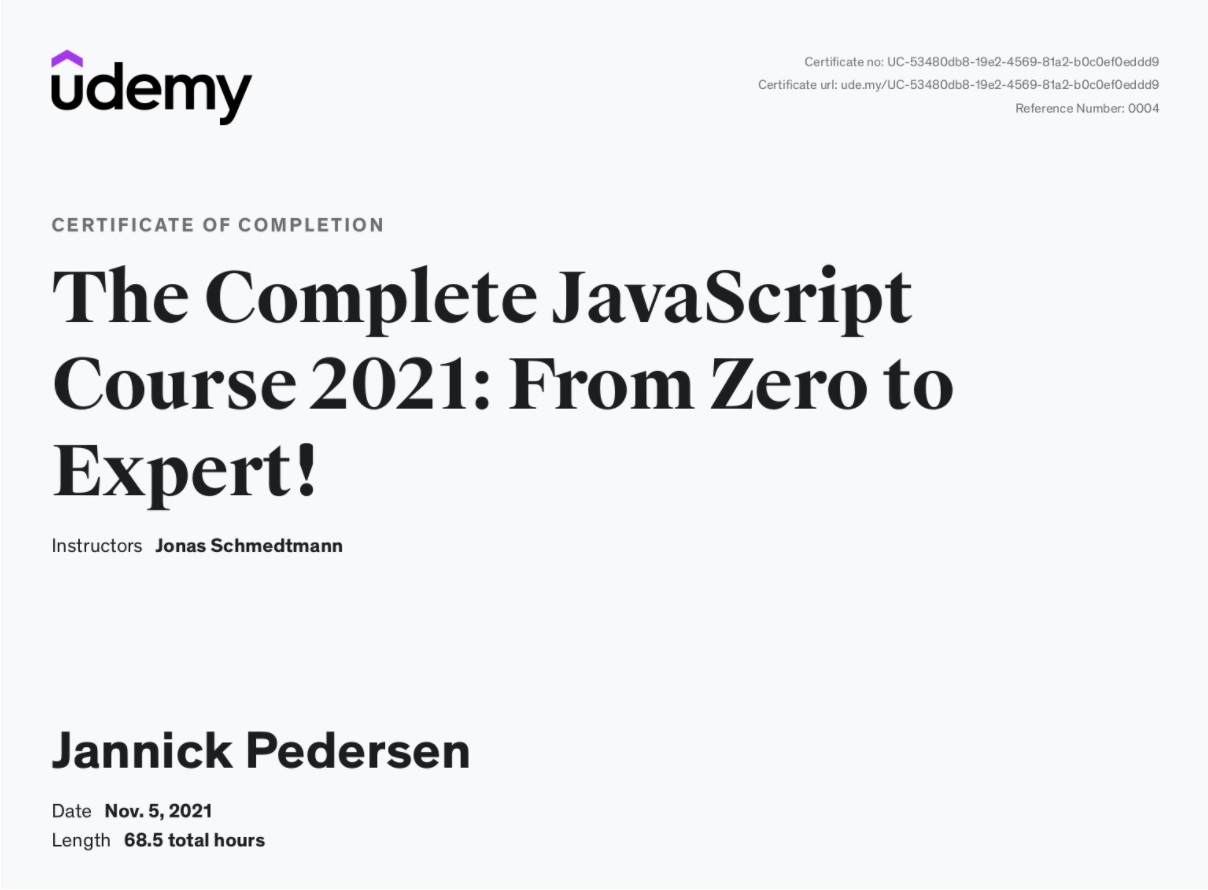 udemy
Certificate no: UC-53480db8-19e2-4569-81a2-b0c0ef0eddd9
Certificate url: ude.my/UC-53480db8-19e2-4569-81a2-b0c0ef0eddd9
Reference Number: 0004
CERTIFICATE OF COMPLETION
The Complete JavaScript
Course 2021: From Zero to
Expert!
Instructors Jonas Schmedtmann
Jannick Pedersen
Date Nov. 5, 2021
Length 68.5 total hours